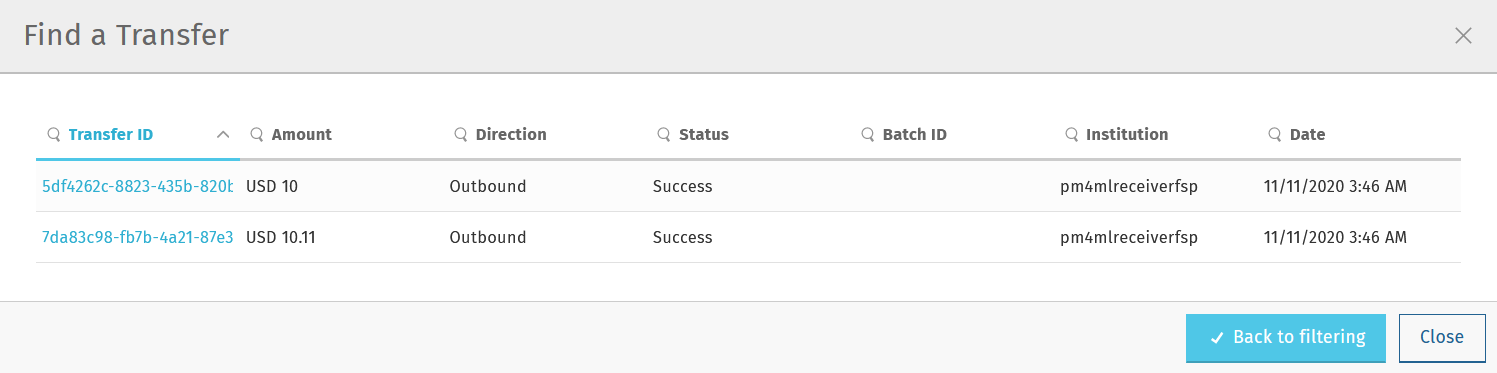 Find a Transfer
Transfer ID Amount Direction Status Batch ID Institution Date
5df4262c-8823-435b-820b USD 10 Outbound Success pm4mlreceiverfsp 11/11/2020 3:46 AM
7da83c98-fb7b-4a21-87e3 USD 10.11 Outbound Success pm4mlreceiverfsp 11/11/2020 3:46 AM
Back to filtering Close